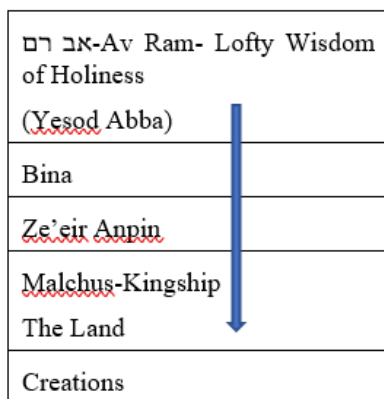 אב רם-Av Ram- Lofty Wisdom
of Holiness
(Yesod Abba)
Bina
Ze’eir Anpin
Malchus-Kingship
The Land
Creations